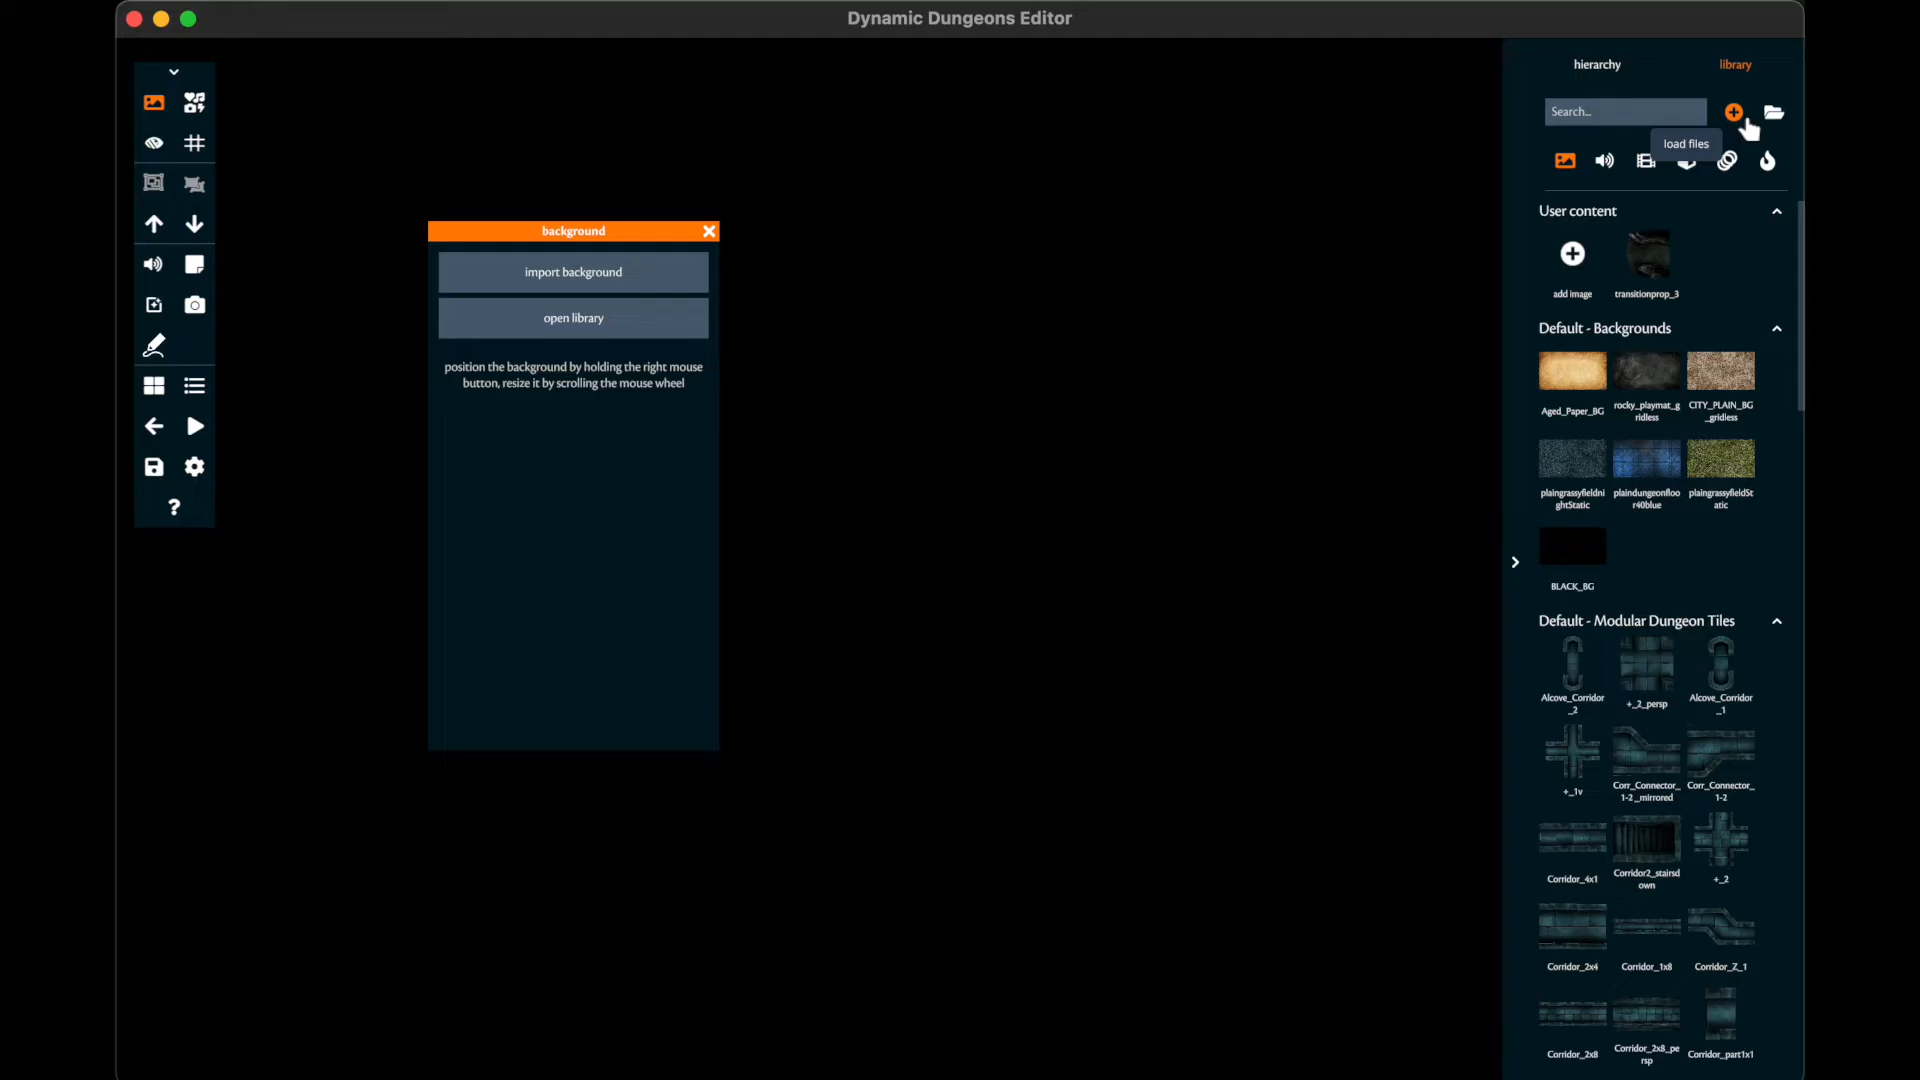 Dynamic Dungeons Editor
hierarchy
library
Search...
load files
User content
add image
transitionprop_3
background
import background
open library
position the background by holding the right mouse
button, resize it by scrolling the mouse wheel
?
Default - Backgrounds
Aged_Paper_BG
rocky_playmat_g
ridless
CITY_PLAIN_BG
_gridless
plaingrassyfieldni
ghtStatic
plaindungeonfloo
r40blue
plaingrassyfieldSt
atic
BLACK_BG
Default - Modular Dungeon Tiles
Alcove_Corridor
_2
+_2_persp
Alcove_Corridor
_1
+_1v
Corr_Connector_
1-2_mirrored
Corr_Connector_
1-2
Corridor_4x1
Corridor2_stairsd
own
+_2
Corridor_2x4
Corridor_1x8
Corridor_Z_1
Corridor_2x8
Corridor_2x8_pe
rsp
Corridor_part1x1